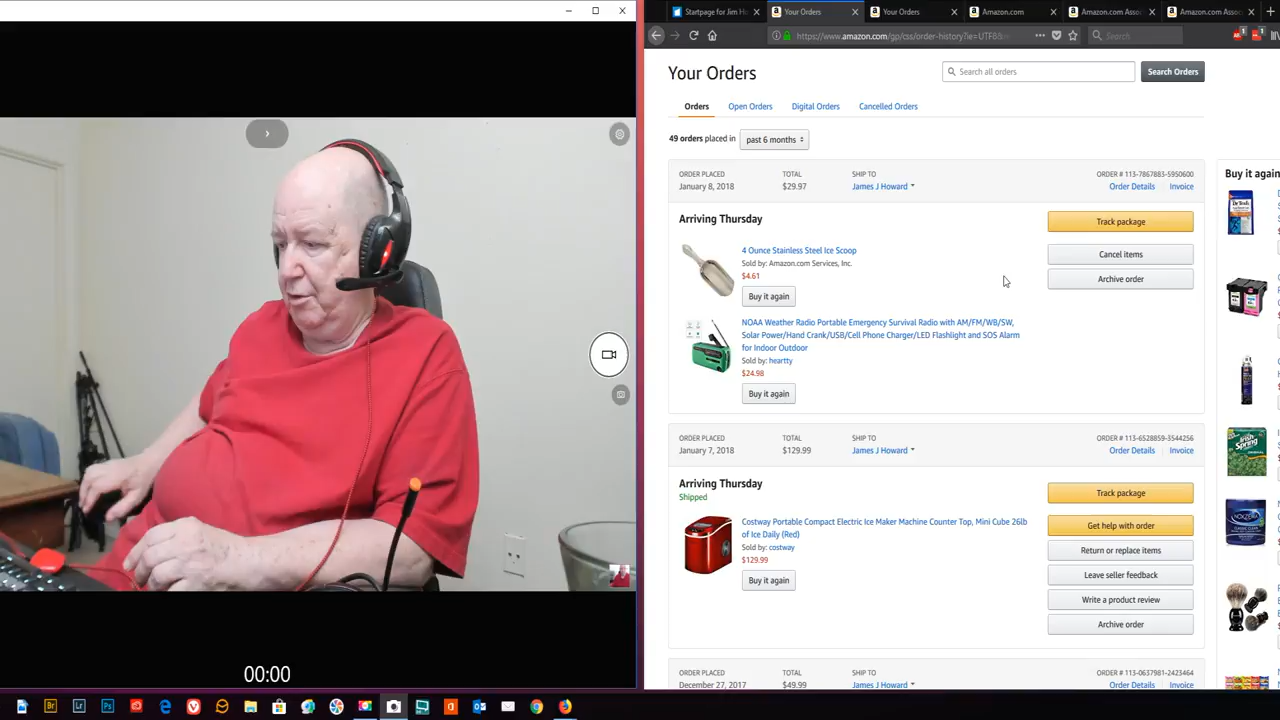 Startpage for Jim H
Your Orders
Your Orders
Amazon.com
Amazon.com Assoc
Amazon.com Assoc
https://www.amazon.com/gp/css/order-history?ie=UTF8&
Search
Your Orders
Search all orders
Search Orders
Orders
Open Orders
Digital Orders
Cancelled Orders
49 orders placed in
past 6 months
ORDER PLACED
January 8, 2018
TOTAL
$29.97
SHIP TO
James J Howard
ORDER # 113-7867883-5950600
Order Details
Invoice
Arriving Thursday
4 Ounce Stainless Steel Ice Scoop
Sold by: Amazon.com Services, Inc.
$4.61
Buy it again
NOAA Weather Radio Portable Emergency Survival Radio with AM/FM/WB/SW,
Solar Power/Hand Crank/USB/Cell Phone Charger/LED Flashlight and SOS Alarm
for Indoor Outdoor
Sold by: heartty
$24.98
Buy it again
Track package
Cancel items
Archive order
ORDER PLACED
January 7, 2018
TOTAL
$129.99
SHIP TO
James J Howard
ORDER # 113-6528859-3544256
Order Details
Invoice
Arriving Thursday
Shipped
Costway Portable Compact Electric Ice Maker Machine Counter Top, Mini Cube 26lb
of Ice Daily (Red)
Sold by: costway
$129.99
Buy it again
Track package
Get help with order
Return or replace items
Leave seller feedback
Write a product review
Archive order
ORDER PLACED
December 27, 2017
TOTAL
$49.99
SHIP TO
James J Howard
ORDER # 113-0637981-2423464
Order Details
Invoice
Buy it again
Irish
Spring
NOXZEMA
00:00
Br
Lr
Ps